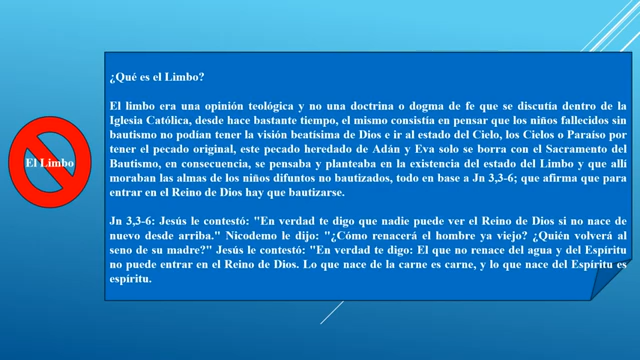 ¿Qué es el Limbo?
El limbo era una opinión teológica y no una doctrina o dogma de fe que se discutía dentro de la
Iglesia Católica, desde hace bastante tiempo, el mismo consistía en pensar que los niños fallecidos sin
bautismo no podían tener la visión beatísima de Dios e ir al estado del Cielo, los Cielos o Paraíso por
tener el pecado original, este pecado heredado de Adán y Eva solo se borra con el Sacramento del
Bautismo, en consecuencia, se pensaba y planteaba en la existencia del estado del Limbo y que allí
moraban las almas de los niños difuntos no bautizados, todo en base a Jn 3,3-6; que afirma que para
entrar en el Reino de Dios hay que bautizarse.
El Limbo
Jn 3,3-6: Jesús le contestó: "En verdad te digo que nadie puede ver el Reino de Dios si no nace de
nuevo desde arriba." Nicodemo le dijo: "¿Cómo renacerá el hombre ya viejo? ¿Quién volverá al
seno de su madre?" Jesús le contestó: "En verdad te digo: El que no renace del agua y del Espíritu
no puede entrar en el Reino de Dios. Lo que nace de la carne es carne, y lo que nace del Espíritu es
espíritu.